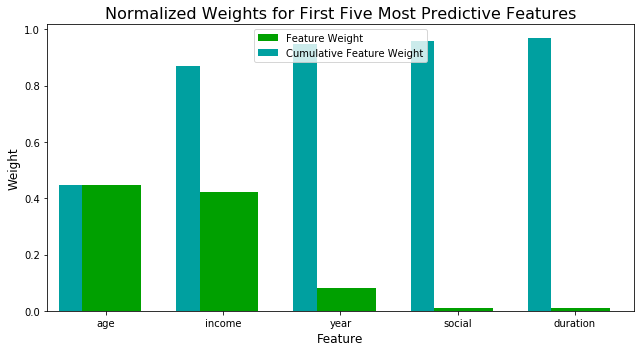 Normalized Weights for First Five Most Predictive Features
Feature Weight
Cumulative Feature Weight
1.0
0.8
0.6
0.4
0.2
0.0
Weight
age income year social duration
Feature